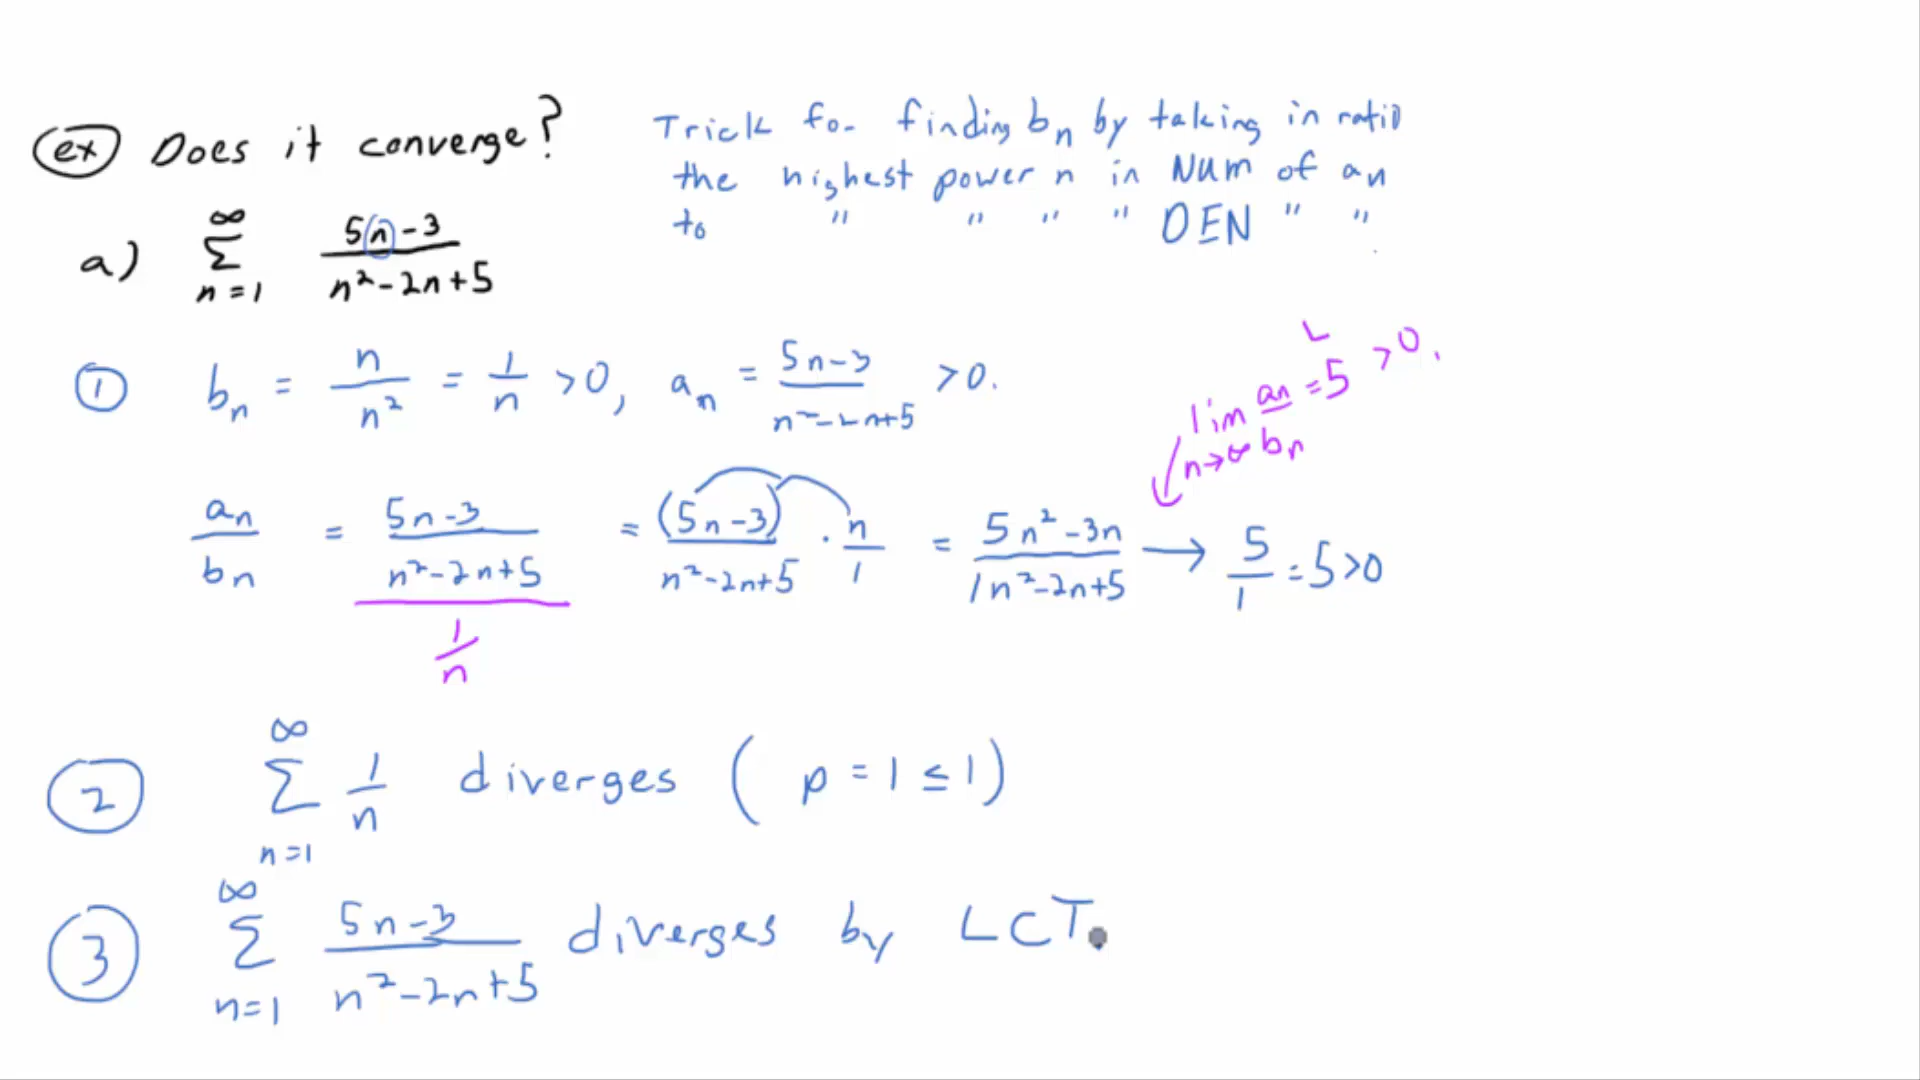 ex Does it converge?
Trick for finding bn by taking in ratio
the highest power n in NUM of an
to " " " " DEN " "
a) ∞ Σ n=1 (5n-3)/(n²-2n+5)
① bn = n/n² = 1/n >0, an = (5n-3)/(n²-2n+5) >0.
lim n→∞ an/bn = 5 >0.
L
an/bn = ((5n-3)/(n²-2n+5))/(1/n) = (5n-3)/(n²-2n+5) · n/1 = (5n²-3n)/(1n²-2n+5) → 5/1 = 5>0
② ∞ Σ n=1 1/n diverges (p=1≤1)
③ ∞ Σ n=1 (5n-3)/(n²-2n+5) diverges by LCT.